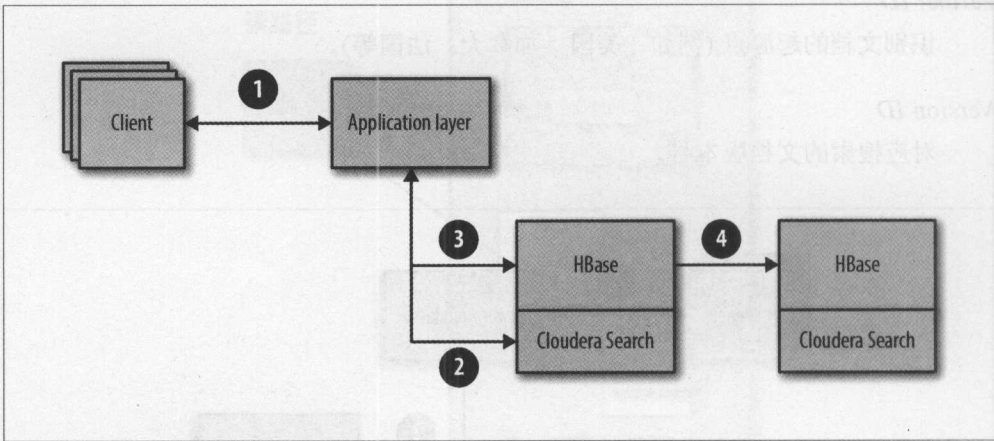 Client
1
Application layer
3
HBase
4
HBase
Cloudera Search
2
Cloudera Search